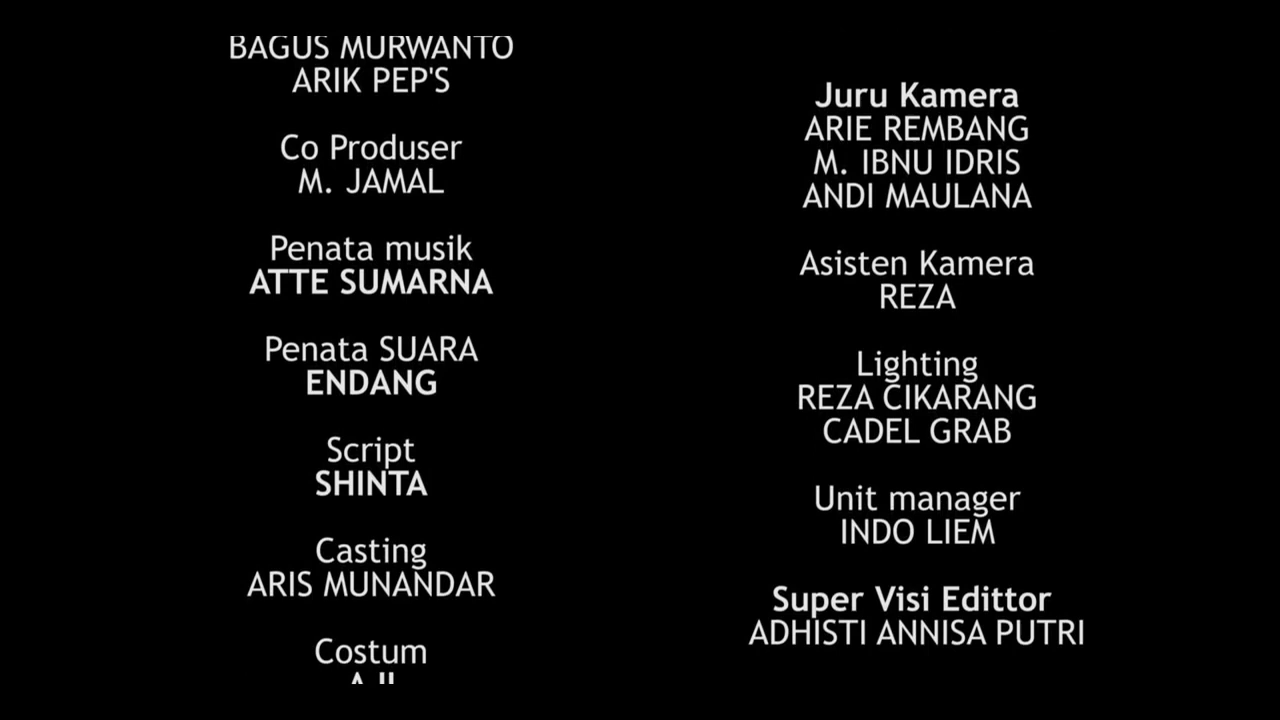 BAGUS MURWANTO
ARIK PEP'S
Co Produser
M. JAMAL
Penata musik
ATTE SUMARNA
Penata SUARA
ENDANG
Script
SHINTA
Casting
ARIS MUNANDAR
Costum
Juru Kamera
ARIE REMBANG
M. IBNU IDRIS
ANDI MAULANA
Asisten Kamera
REZA
Lighting
REZA CIKARANG
CADEL GRAB
Unit manager
INDO LIEM
Super Visi Edittor
ADHISTI ANNISA PUTRI